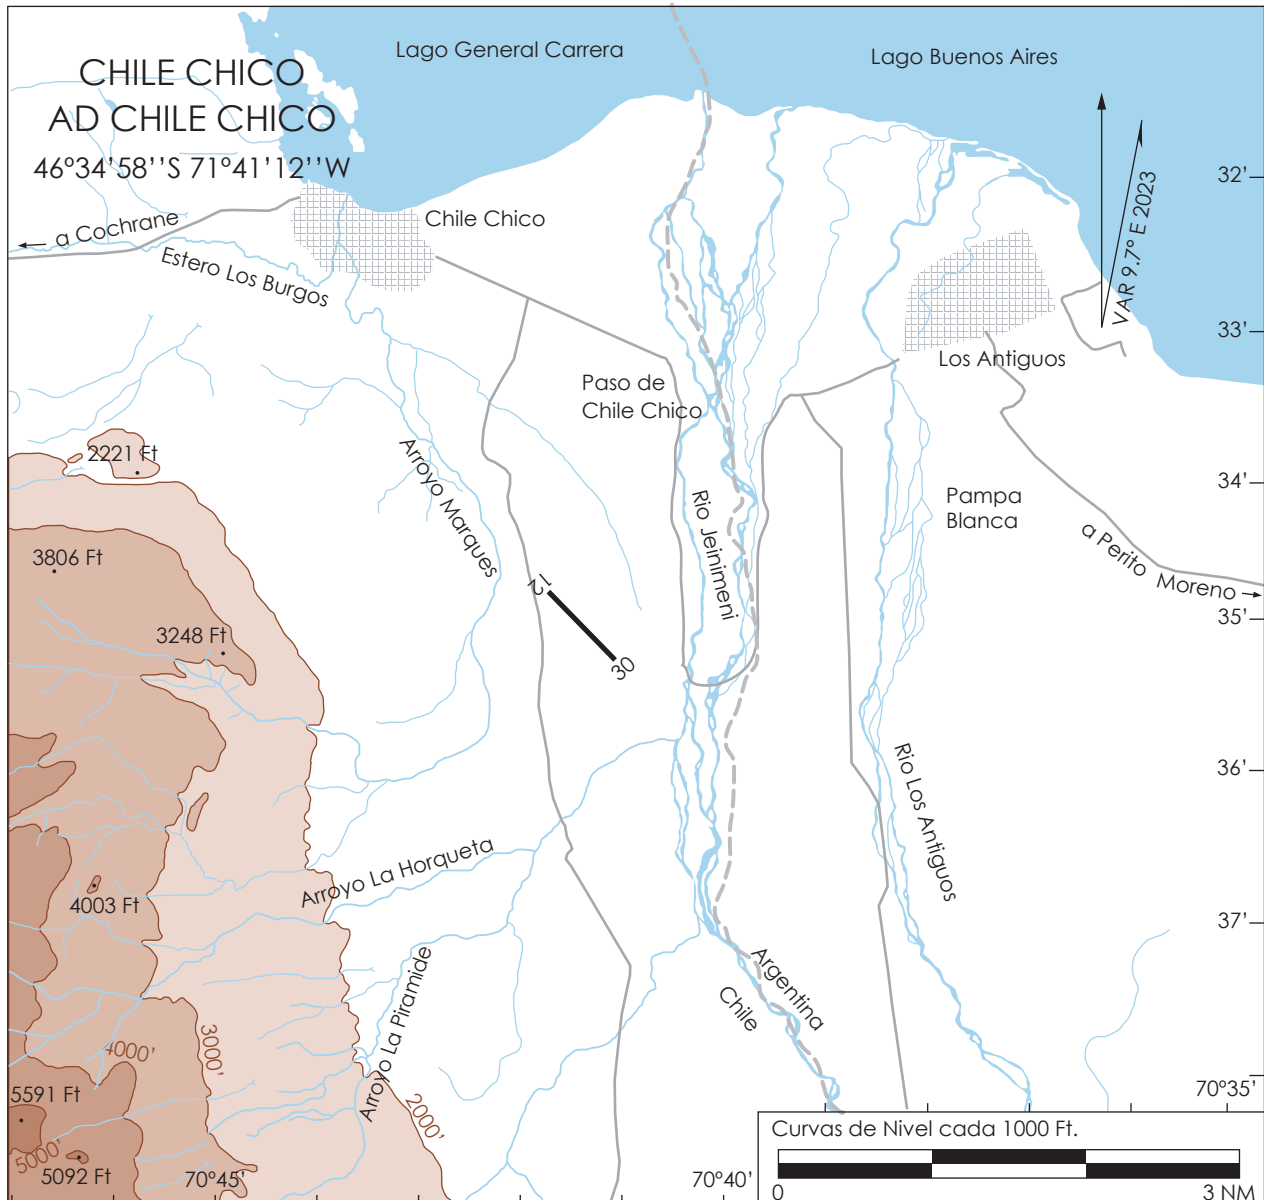 CHILE CHICO
AD CHILE CHICO
46°34'58''S 71°41'12''W
Lago General Carrera
Lago Buenos Aires
VAR 9.7° E 2023
32'
a Cochrane
Chile Chico
Estero Los Burgos
33'
Los Antiguos
Paso de
Chile Chico
2221 Ft
Arroyo Marques
34'
Rio Jeinimeni
Pampa
Blanca
3806 Ft
a Perito Moreno
12
30
35'
3248 Ft
36'
Rio Los Antiguos
Arroyo La Horqueta
4003 Ft
37'
Arroyo La Piramide
Argentina
Chile
4000'
3000'
2000'
5591 Ft
5000'
5092 Ft
70°45'
70°40'
70°35'
Curvas de Nivel cada 1000 Ft.
0
3 NM